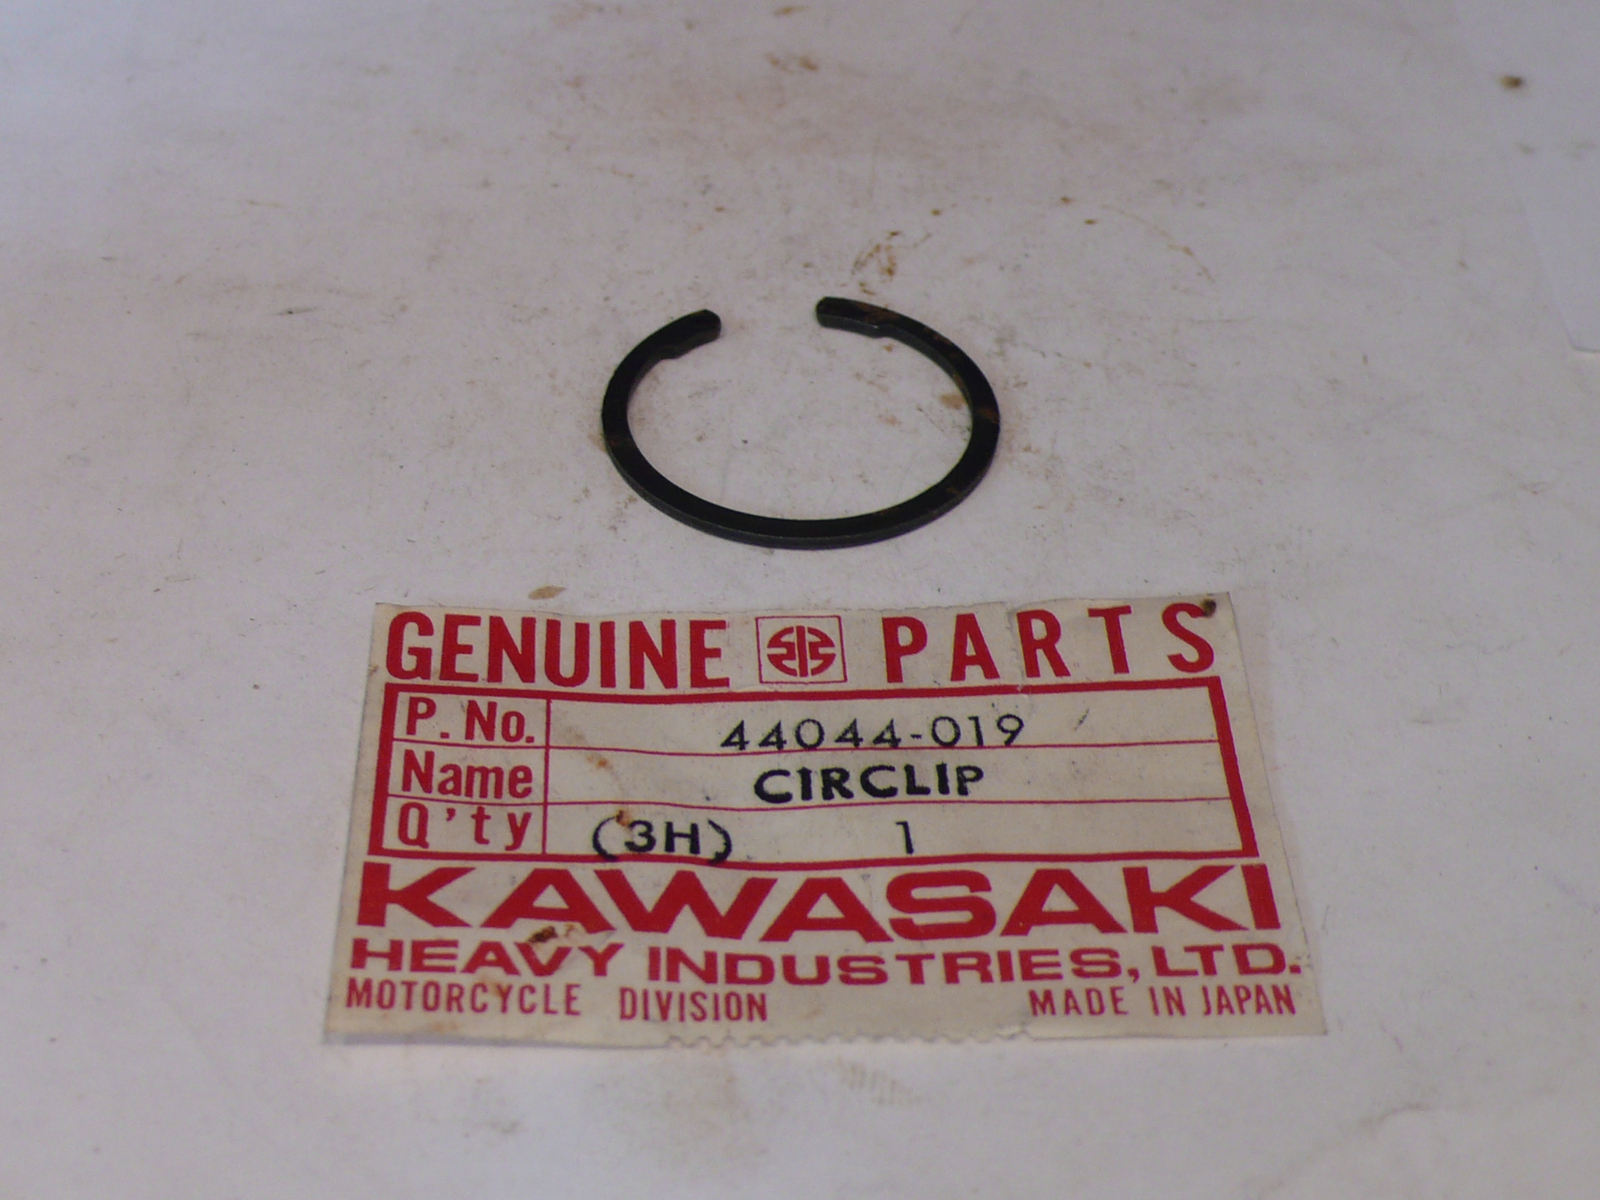 GENUINE PARTS
P. No. 44044-019
Name CIRCLIP
Q'ty (3H) 1
KAWASAKI
HEAVY INDUSTRIES, LTD.
MOTORCYCLE DIVISION MADE IN JAPAN